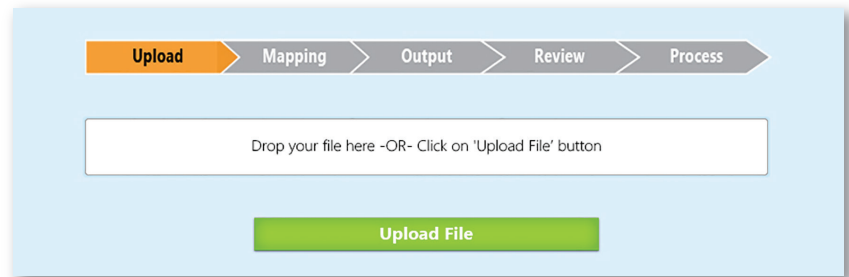 Upload Mapping Output Review Process
Drop your file here -OR- Click on 'Upload File' button
Upload File